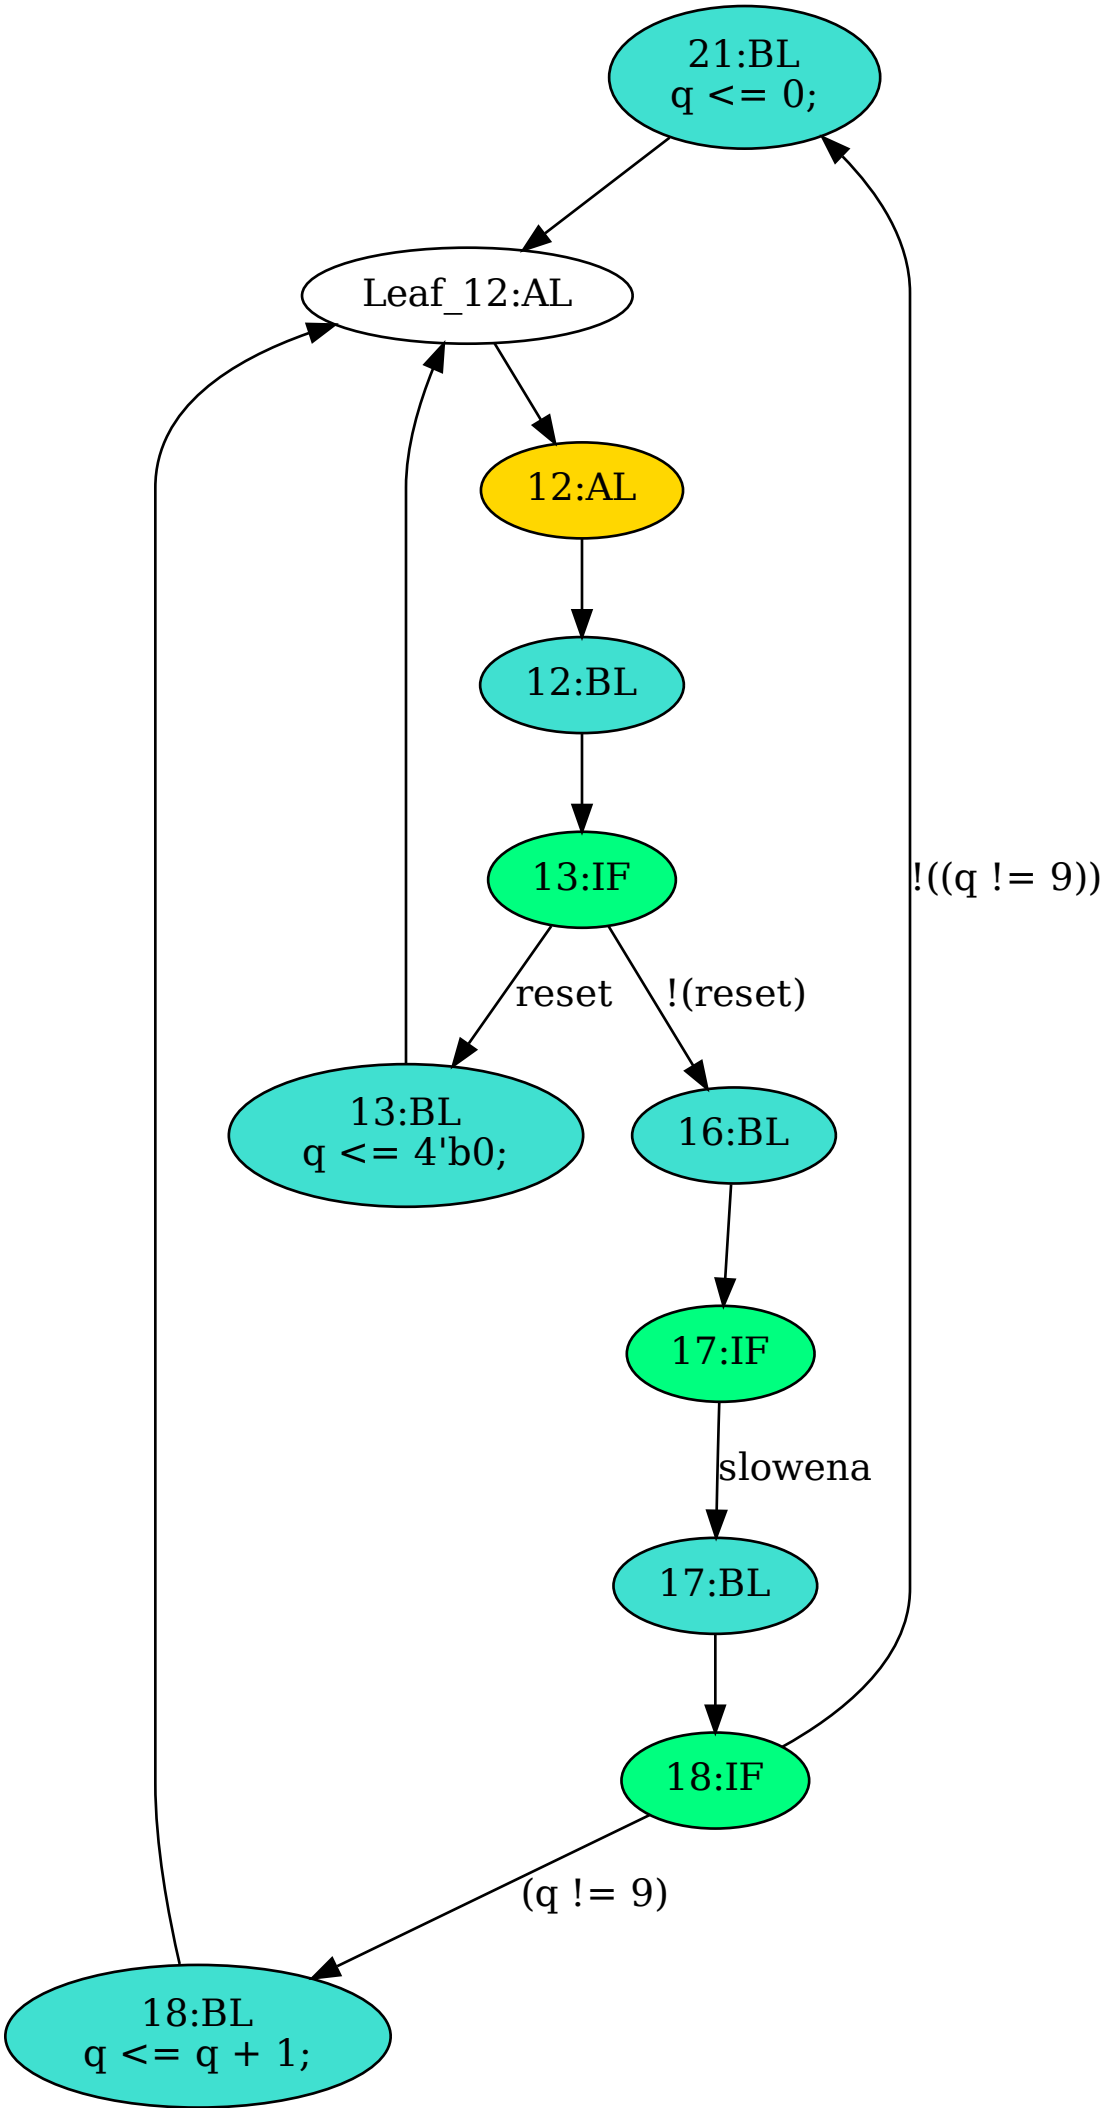 21:BL
q <= 0;
Leaf_12:AL
12:AL
12:BL
13:IF
!((q != 9))
reset
!(reset)
13:BL
q <= 4'b0;
16:BL
17:IF
slowena
17:BL
18:IF
(q != 9)
18:BL
q <= q + 1;